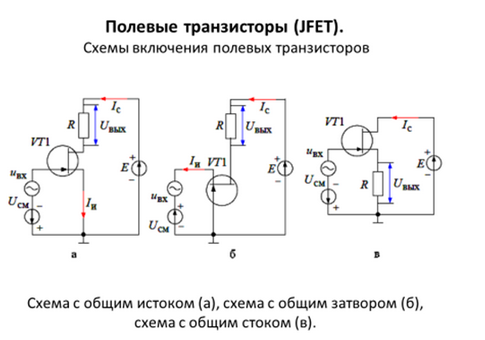 Полевые транзисторы (JFET).
Схемы включения полевых транзисторов
Iс
R
Uвых
VT1
uвх
E
+
−
Uсм
−
+
Iи
а
Iс
R
Uвых
Iи
VT1
uвх
E
+
−
Uсм
+
−
б
VT1
Iс
uвх
E
+
−
R
Uвых
Uсм
−
+
в
Схема с общим истоком (а), схема с общим затвором (б),
схема с общим стоком (в).